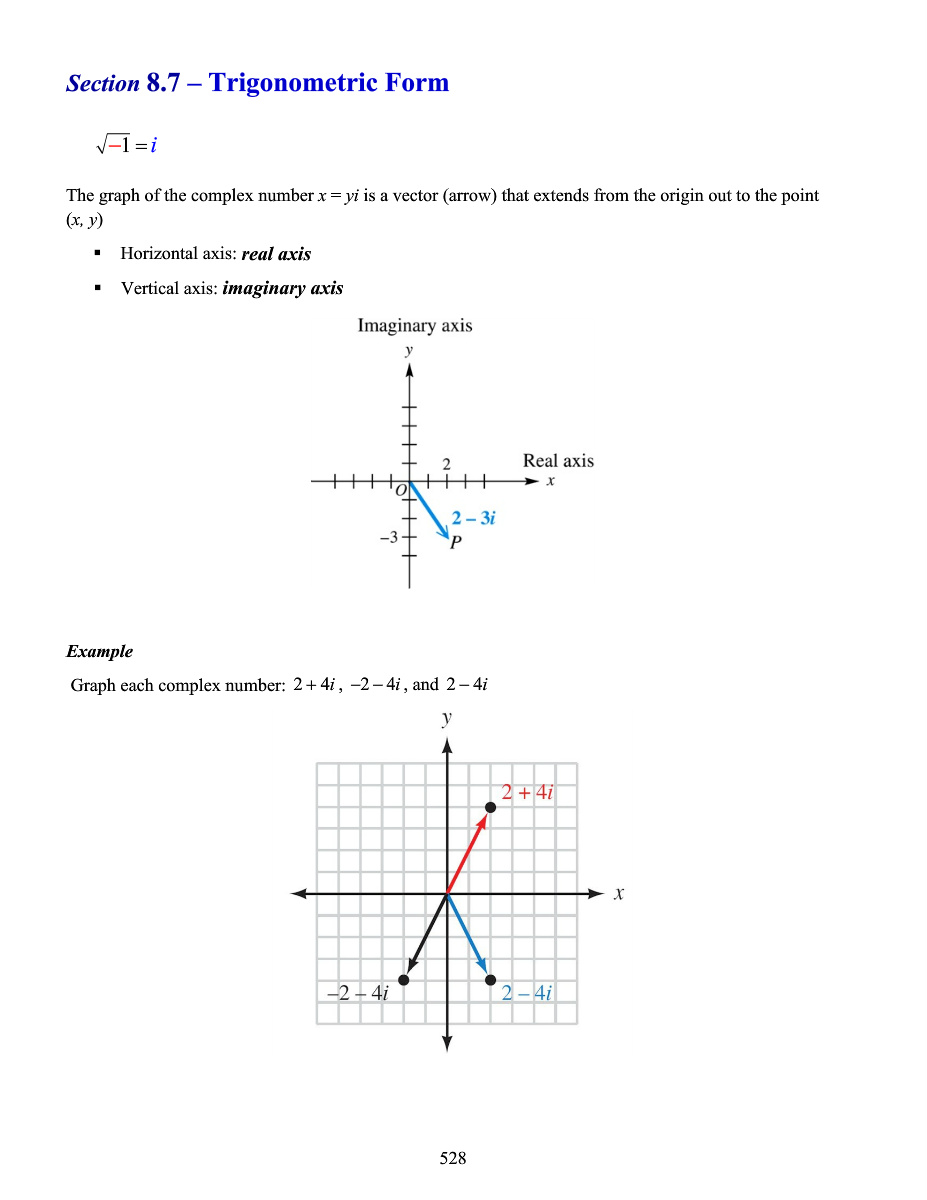 Section 8.7 – Trigonometric Form
√−1 = i
The graph of the complex number x = yi is a vector (arrow) that extends from the origin out to the point
(x, y)
▪ Horizontal axis: real axis
▪ Vertical axis: imaginary axis
Imaginary axis
y
2
Real axis
x
O
2 – 3i
–3
P
Example
Graph each complex number: 2 + 4i , −2 − 4i , and 2 − 4i
y
2 + 4i
x
–2 – 4i
2 – 4i
528